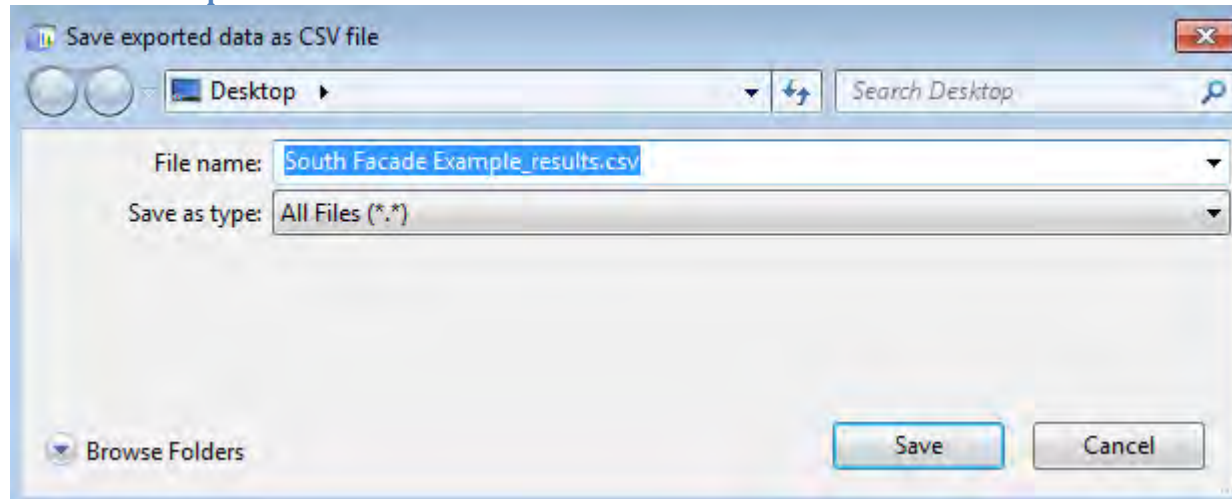 Save exported data as CSV file
Desktop
Search Desktop
File name: South Facade Example_results.csv
Save as type: All Files (*.*)
Browse Folders
Save
Cancel